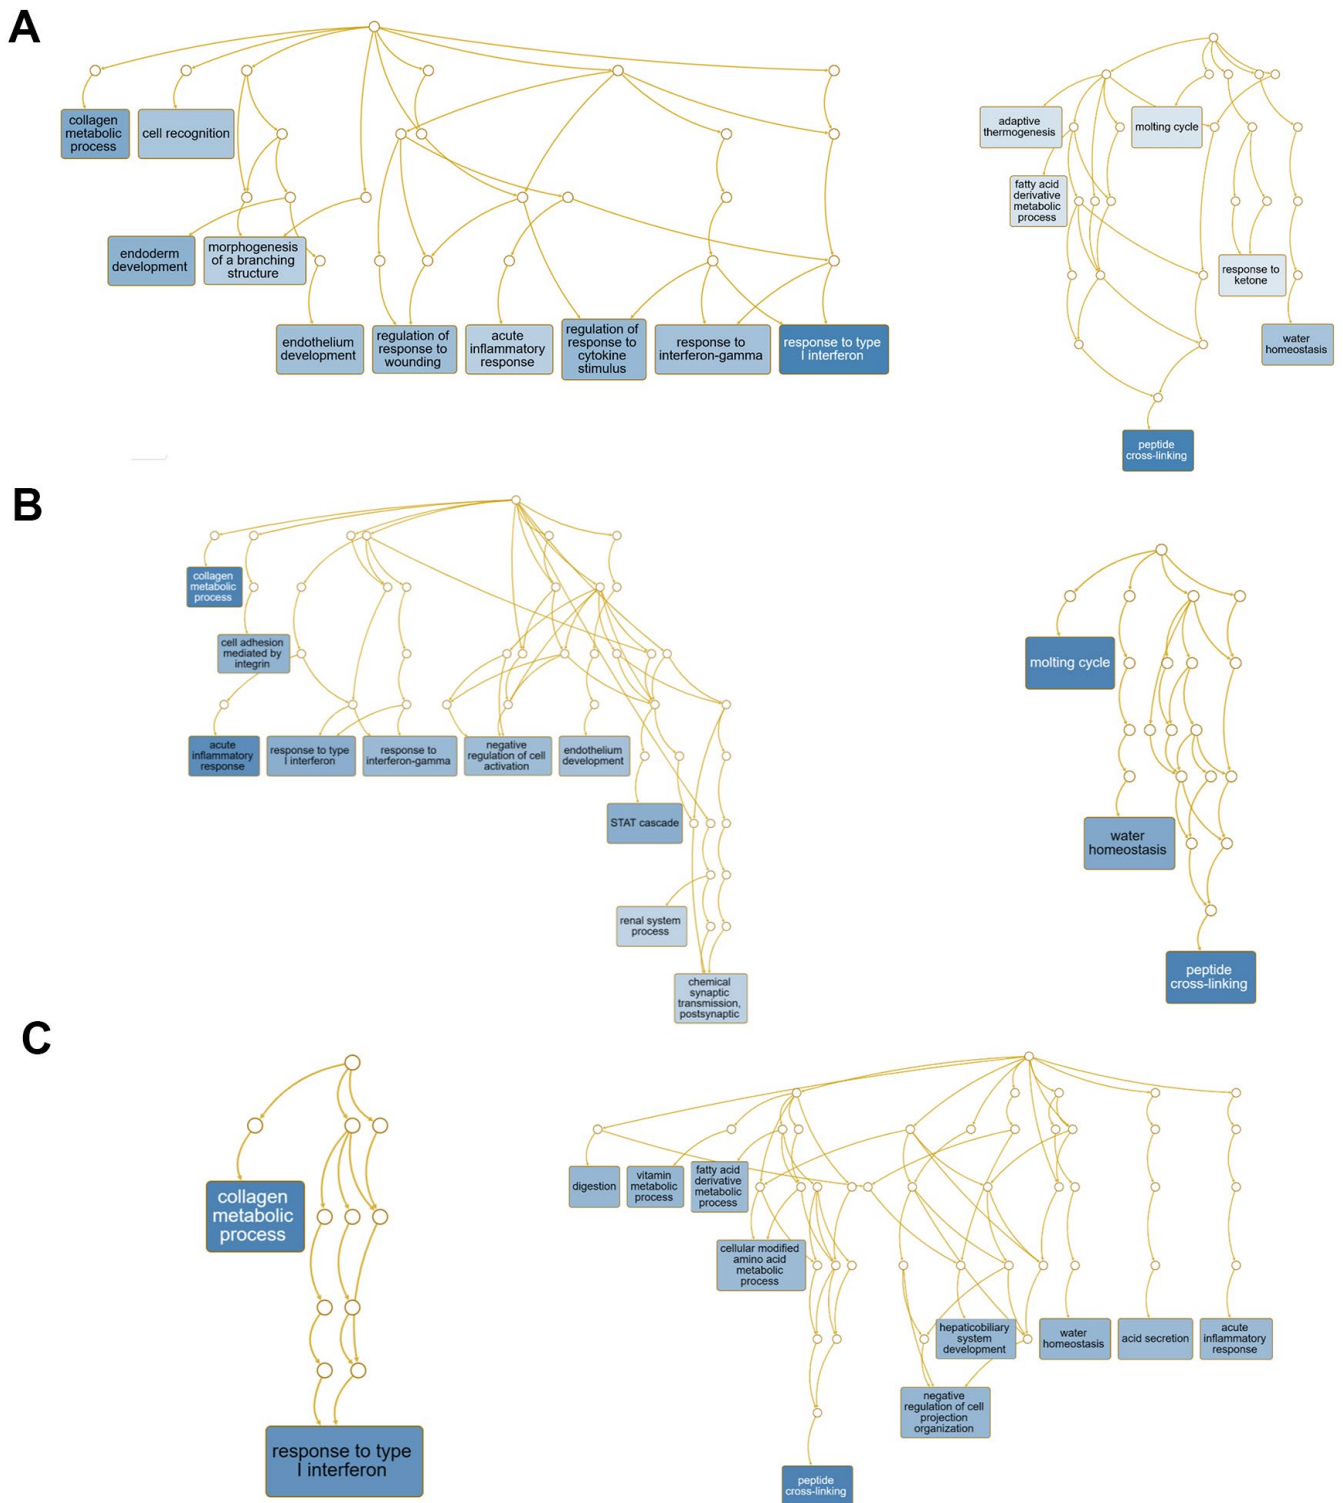 A
collagen
metabolic
process
cell recognition
endoderm
development
morphogenesis
of a branching
structure
endothelium
development
regulation of
response to
wounding
acute
inflammatory
response
regulation of
response to
cytokine
stimulus
response to
interferon-gamma
response to type
I interferon
adaptive
thermogenesis
molting cycle
fatty acid
derivative
metabolic
process
response to
ketone
water
homeostasis
peptide
cross-linking
B
collagen
metabolic
process
cell adhesion
mediated by
integrin
acute
inflammatory
response
response to type
I interferon
response to
interferon-gamma
negative
regulation of cell
activation
endothelium
development
STAT cascade
renal system
process
chemical
synaptic
transmission,
postsynaptic
molting cycle
water
homeostasis
peptide
cross-linking
C
collagen
metabolic
process
response to type
I interferon
digestion
vitamin
metabolic
process
fatty acid
derivative
metabolic
process
cellular modified
amino acid
metabolic
process
hepaticobiliary
system
development
water
homeostasis
acid secretion
acute
inflammatory
response
negative
regulation of cell
projection
organization
peptide
cross-linking